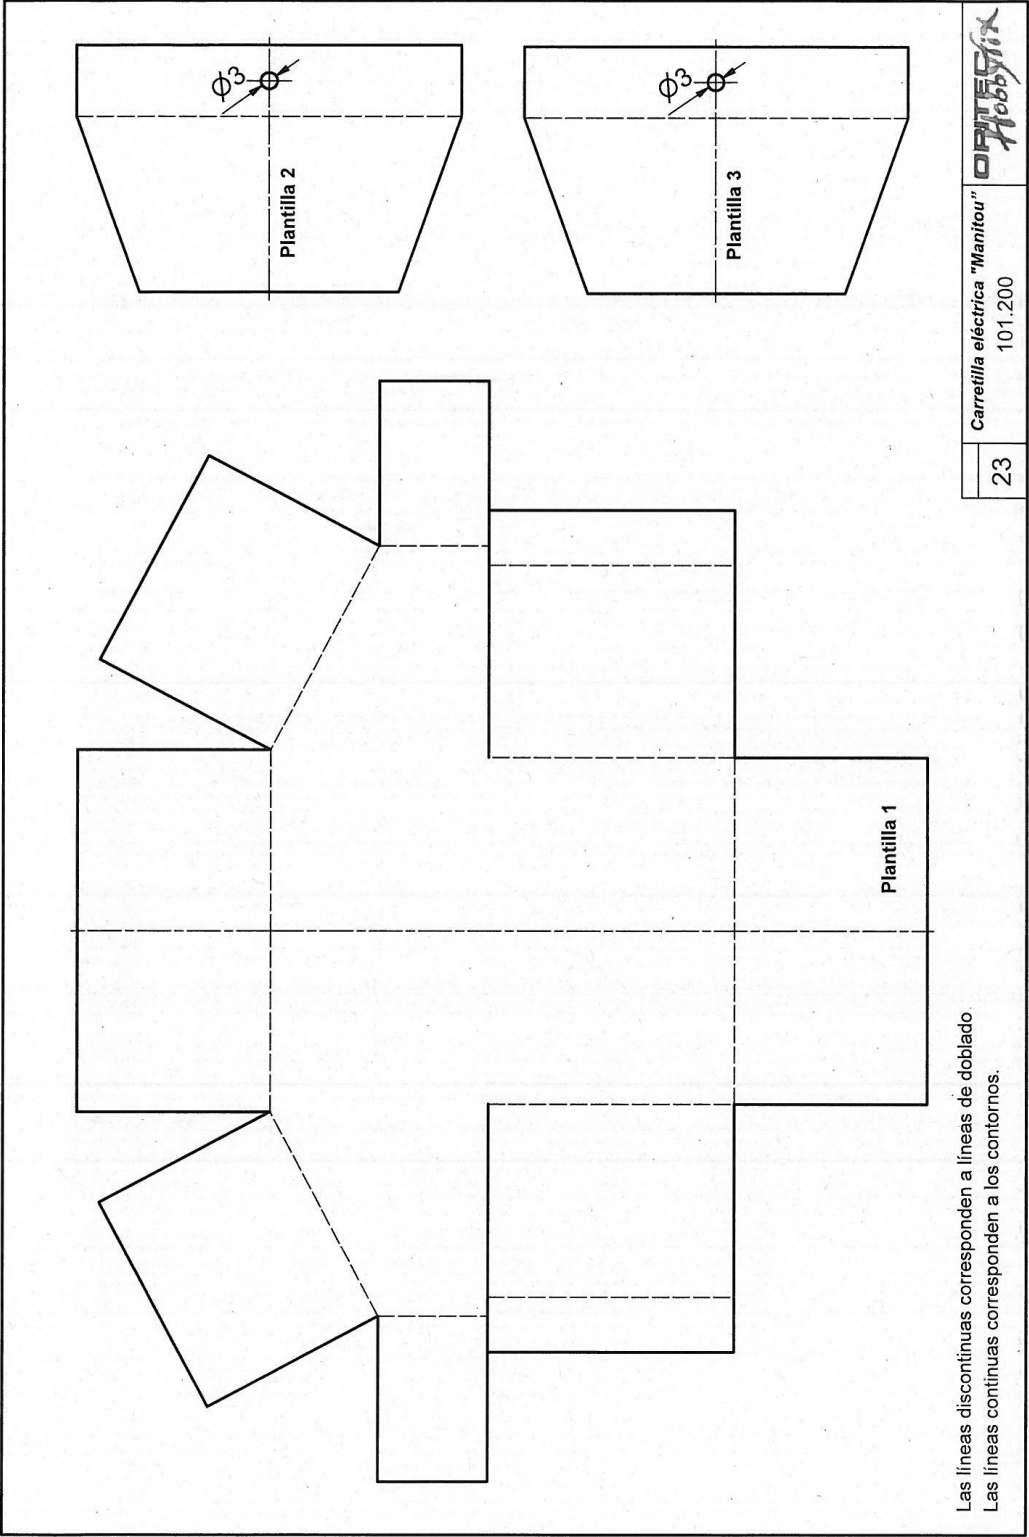 Φ3
Plantilla 2
Φ3
Plantilla 3
Plantilla 1
Las líneas discontinuas corresponden a líneas de doblado.
Las líneas continuas corresponden a los contornos.
23
Carretilla eléctrica "Manitou"
101.200
OPITEC
Hobbyfix